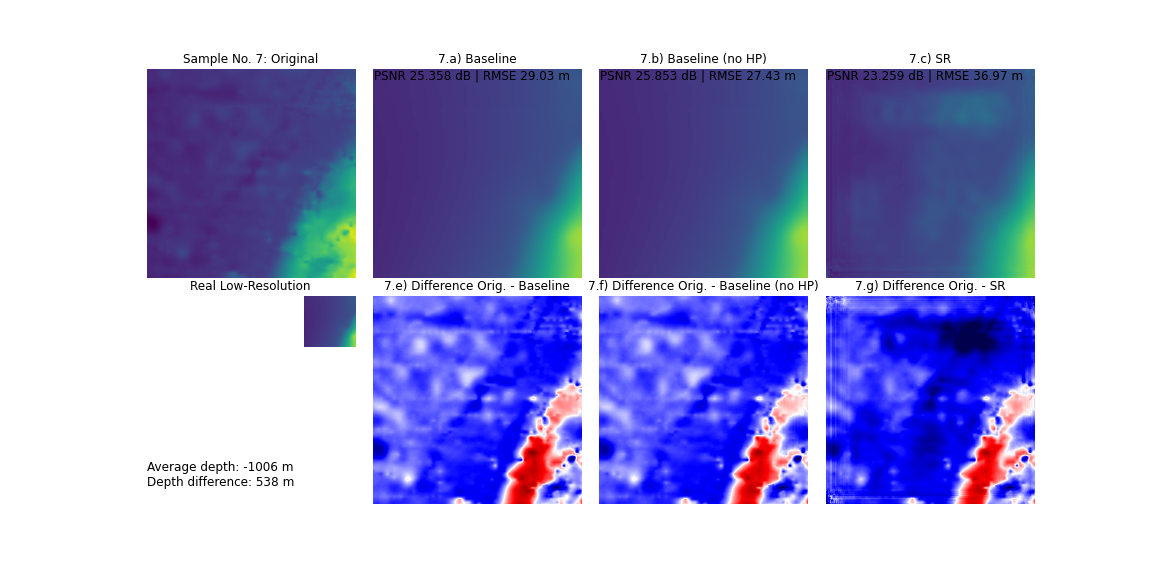 Sample No. 7: Original
7.a) Baseline
7.b) Baseline (no HP)
7.c) SR
PSNR 25.358 dB | RMSE 29.03 m
PSNR 25.853 dB | RMSE 27.43 m
PSNR 23.259 dB | RMSE 36.97 m
Real Low-Resolution
7.e) Difference Orig. - Baseline
7.f) Difference Orig. - Baseline (no HP)
7.g) Difference Orig. - SR
Average depth: -1006 m
Depth difference: 538 m